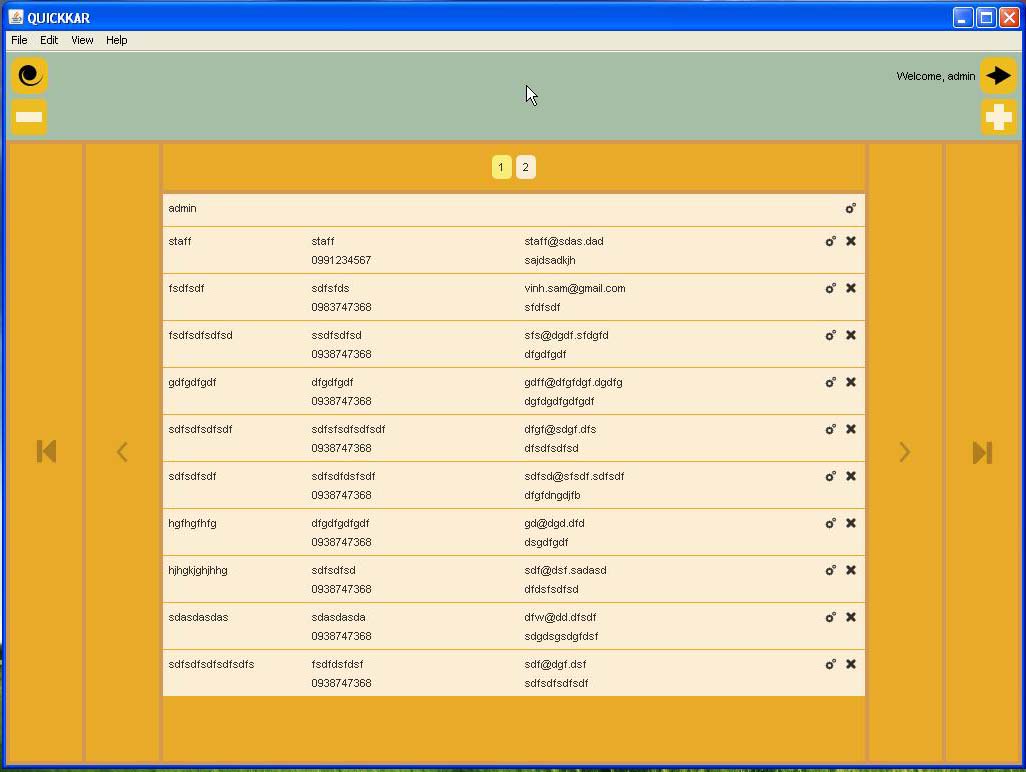 QUICKKAR
File Edit View Help
Welcome, admin
1 2
admin
staff staff staff@sdas.dad
0991234567 sajdsadkjh
fsdfsdf sdfsfds vinh.sam@gmail.com
0983747368 sfdfsdf
fsdfsdfsdfsd ssdfsdfsd sfs@dgdf.sfdgfd
0938747368 dfgdfgdf
gdfgdfgdf dfgdfgdf gdff@dfgfdgf.dgdfg
0938747368 dgfdgdfgdfgdf
sdfsdfsdfsdf sdfsfsdfsdfsdf dfgf@sdgf.dfs
0938747368 dfsdfsdfsd
sdfsdfsdf sdfsdfdsfsdf sdfsd@sfsdf.sdfsdf
0938747368 dfgfdngdjfb
hgfhgfhfg dfgdfgdfgdf gd@dgd.dfd
0938747368 dsgdfgdf
hjhgkjghjhhg sdfsdfsd sdf@dsf.sadasd
0938747368 dfdsfsdfsd
sdasdasdas sdasdasda dfw@dd.dfsdf
0938747368 sdgdsgsdgfdsf
sdfsdfsdfsdfsdfs fsdfdsfdsf sdf@dgf.dsf
0938747368 sdfsdfsdfsdf